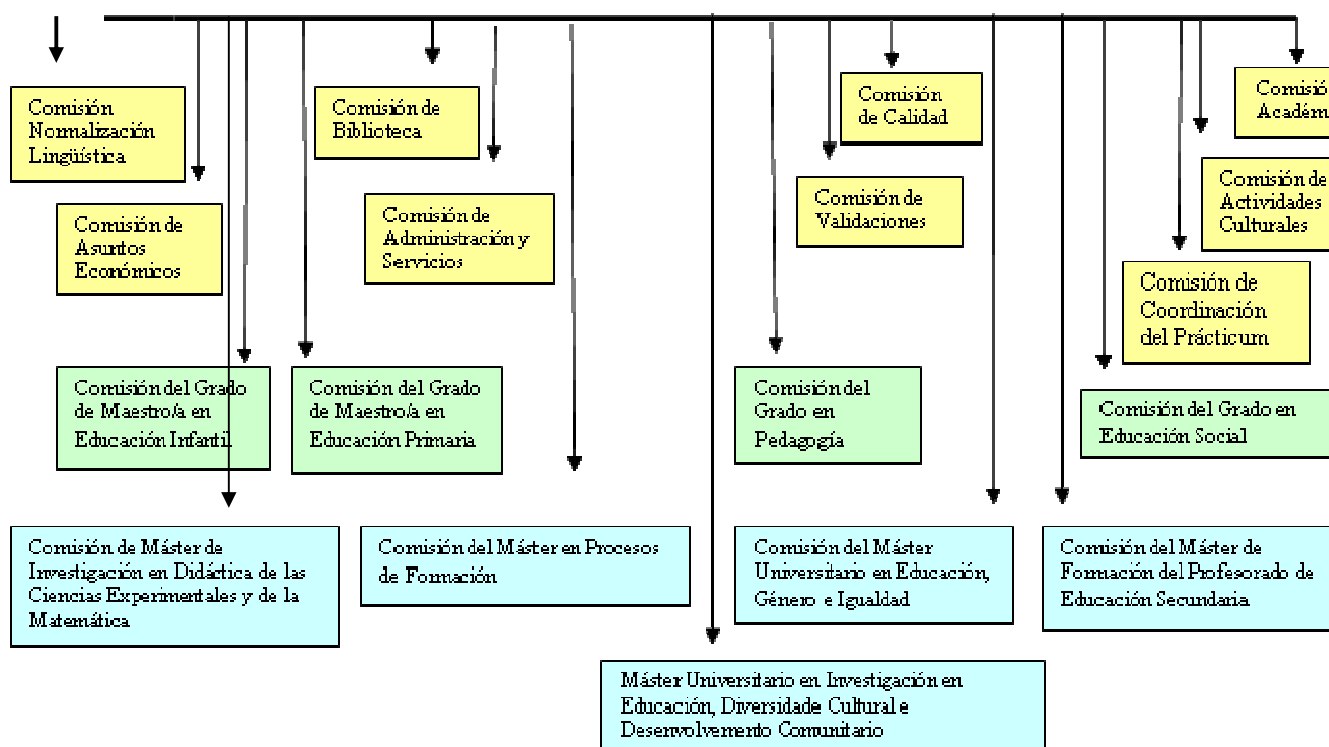 Comisión
Normalización
Lingüística
Comisión de
Biblioteca
Comisión
de Calidad
Comisió
Académ
Comisión de
Asuntos
Económicos
Comisión de
Administración y
Servicios
Comisión de
Validaciones
Comisión de
Actividades
Culturales
Comisión de
Coordinación
del Prácticum
Comisión del Grado
de Maestro/a en
Educación Infantil
Comisión del Grado
de Maestro/a en
Educación Primaria
Comisión del
Grado en
Pedagogía
Comisión del Grado en
Educación Social
Comisión de Máster de
Investigación en Didáctica de las
Ciencias Experimentales y de la
Matemática
Comisión del Máster en Procesos
de Formación
Comisión del Máster
Universitario en Educación,
Género e Igualdad
Comisión del Máster de
Formación del Profesorado de
Educación Secundaria
Máster Universitario en Investigación en
Educación, Diversidade Cultural e
Desenvolvemento Comunitario